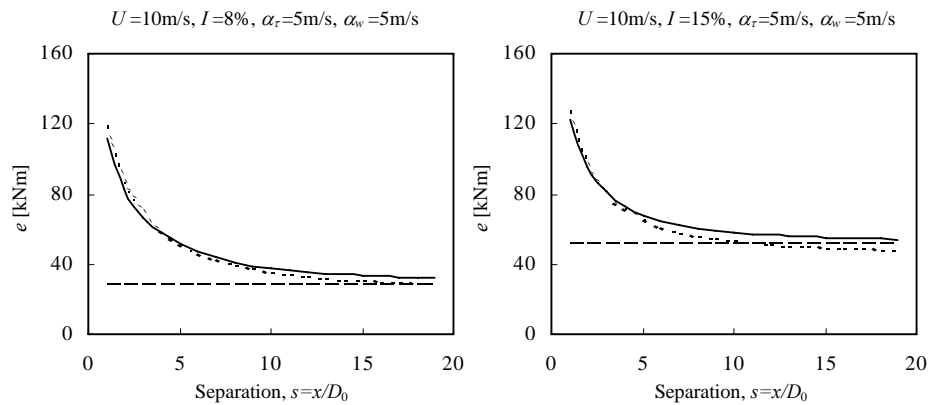 U=10m/s, I=8%, ατ=5m/s, αw=5m/s
160
120
80
40
0
e [kNm]
0 5 10 15 20
Separation, s=x/D0
U=10m/s, I=15%, ατ=5m/s, αw=5m/s
160
120
80
40
0
e [kNm]
0 5 10 15 20
Separation, s=x/D0